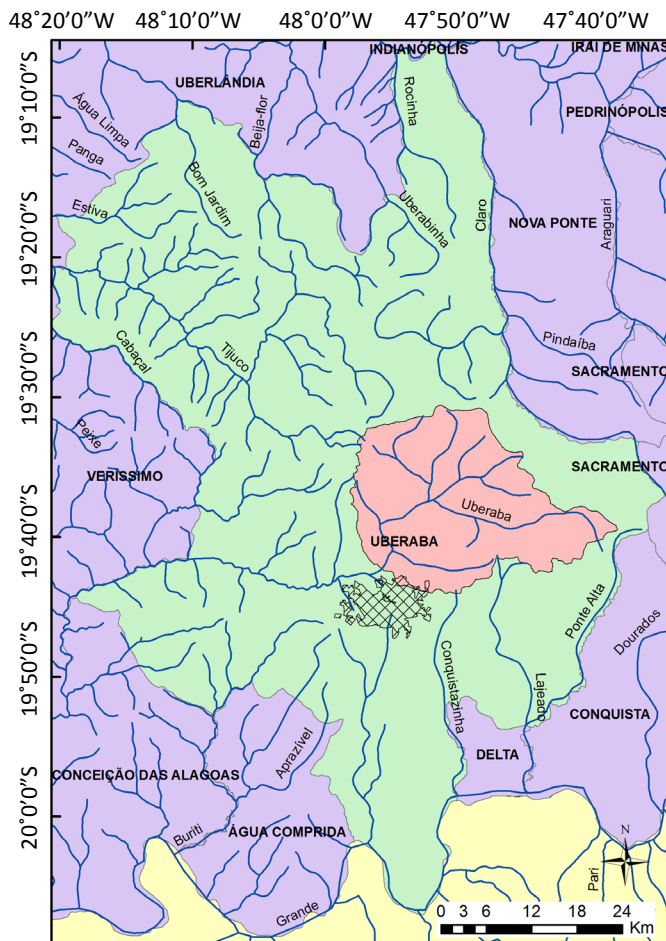 48°20'0"W 48°10'0"W 48°0'0"W 47°50'0"W 47°40'0"W
INDIANÓPOLIS
IRAÍ DE MINAS
UBERLÂNDIA
Rocinha
19°10'0"S
Água Limpa
Beija-flor
PEDRINÓPOLIS
Panga
Bom Jardim
Estiva
Uberabinha
Claro
NOVA PONTE
Araguari
19°20'0"S
Cabaçal
Tijuco
Pindaíba
SACRAMENTO
19°30'0"S
Peixe
VERÍSSIMO
SACRAMENTO
Uberaba
19°40'0"S
UBERABA
Ponte Alta
Dourados
19°50'0"S
Conquistazinha
Lajeado
CONQUISTA
Aprazível
DELTA
CONCEIÇÃO DAS ALAGOAS
20°0'0"S
Buriti
ÁGUA COMPRIDA
N
Pari
Grande
0 3 6 12 18 24
Km